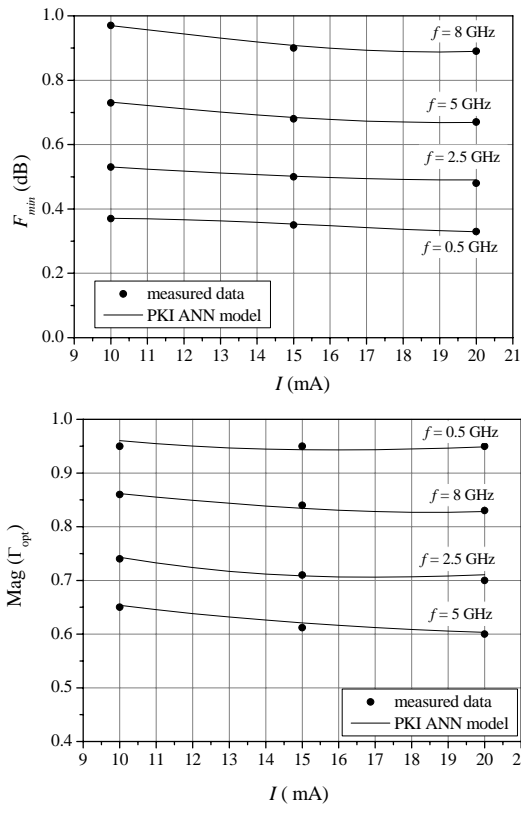 1.0
f = 8 GHz
0.8
f = 5 GHz
0.6
f = 2.5 GHz
F_min (dB)
0.4
f = 0.5 GHz
0.2
measured data
PKI ANN model
0.0
9 10 11 12 13 14 15 16 17 18 19 20 21
I (mA)
1.0
f = 0.5 GHz
0.9
f = 8 GHz
0.8
Mag (Γ_opt)
f = 2.5 GHz
0.7
f = 5 GHz
0.6
0.5
measured data
PKI ANN model
0.4
9 10 11 12 13 14 15 16 17 18 19 20 21
I ( mA)